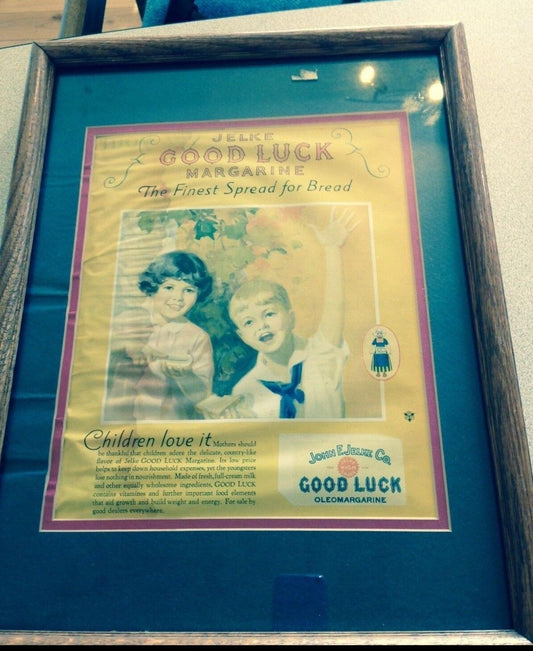 JELKE
GOOD LUCK
MARGARINE
The Finest Spread for Bread
Children love it Mothers should
be thankful that children adore the delicate, country-like
flavor of Jelke GOOD LUCK Margarine. Its low price
helps to keep down household expenses, yet the youngsters
lose nothing in nourishment. Made of fresh, full-cream milk
and other equally wholesome ingredients, GOOD LUCK
contains vitamines and further important food elements
that aid growth and build weight and energy. For sale by
good dealers everywhere.
JOHN F. JELKE CO.
GOOD LUCK
OLEOMARGARINE